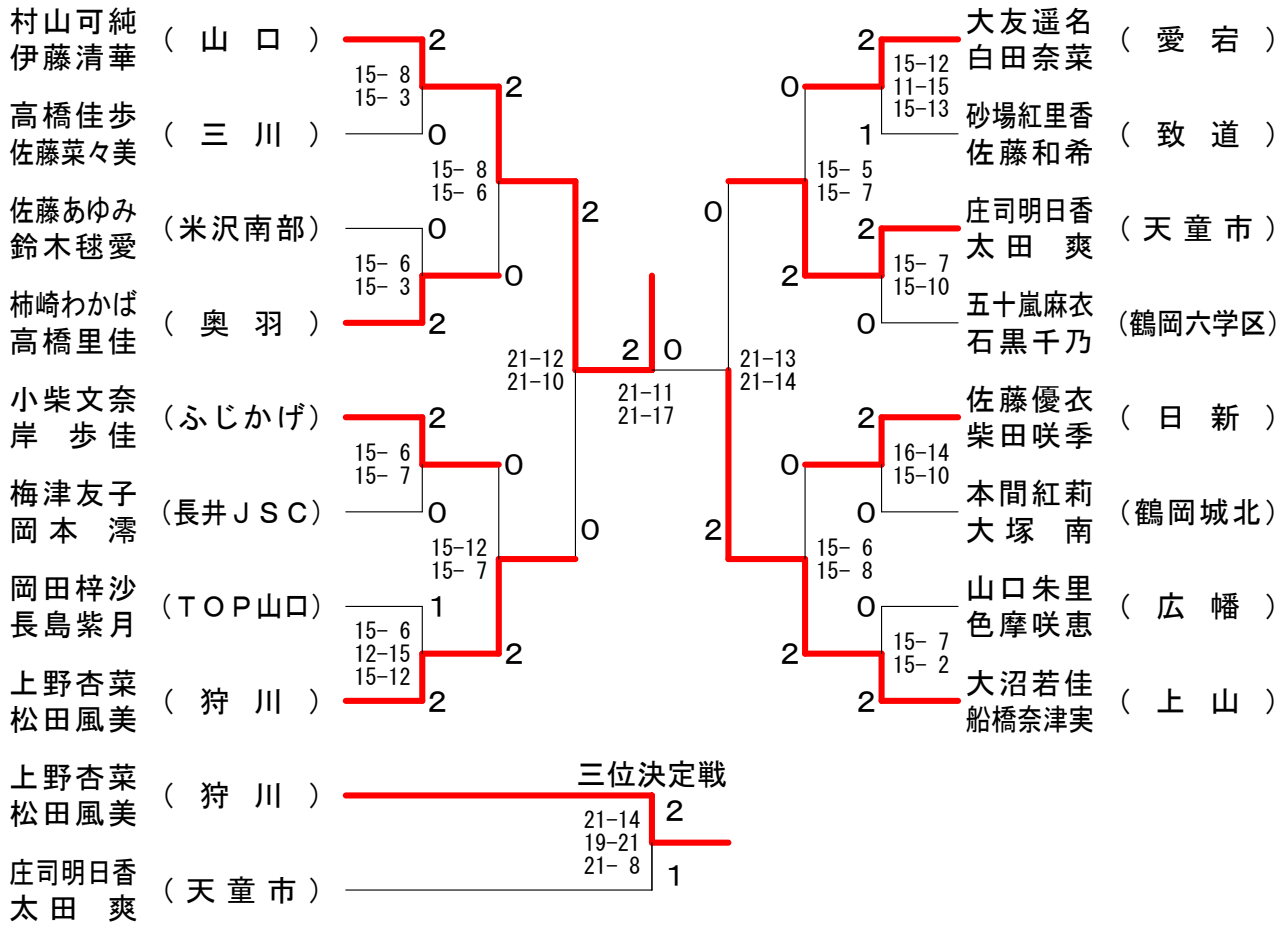 村山可純
伊藤清華
（ 山 口 ）
2
15- 8
15- 3
高橋佳歩
佐藤菜々美
（ 三 川 ）
0
2
15- 8
15- 6
佐藤あゆみ
鈴木毬愛
（米沢南部）
0
15- 6
15- 3
0
柿崎わかば
高橋里佳
（ 奥 羽 ）
2
2
21-12
21-10
小柴文奈
岸 歩佳
（ふじかげ）
2
15- 6
15- 7
0
梅津友子
岡本 澪
（長井ＪＳＣ）
0
15-12
15- 7
0
岡田梓沙
長島紫月
（ＴＯＰ山口）
1
15- 6
12-15
15-12
2
上野杏菜
松田風美
（ 狩 川 ）
2
2 0
21-11
21-17
大友遥名
白田奈菜
（ 愛 宕 ）
2
15-12
11-15
15-13
0
砂場紅里香
佐藤和希
（ 致 道 ）
1
15- 5
15- 7
0
庄司明日香
太田 爽
（ 天 童 市 ）
2
15- 7
15-10
2
五十嵐麻衣
石黒千乃
（鶴岡六学区）
0
21-13
21-14
佐藤優衣
柴田咲季
（ 日 新 ）
2
16-14
15-10
0
本間紅莉
大塚 南
（鶴岡城北）
0
2
15- 6
15- 8
山口朱里
色摩咲恵
（ 広 幡 ）
0
15- 7
15- 2
2
大沼若佳
船橋奈津実
（ 上 山 ）
2
三位決定戦
上野杏菜
松田風美
（ 狩 川 ）
2
21-14
19-21
21- 8
1
庄司明日香
太田 爽
（ 天 童 市 ）